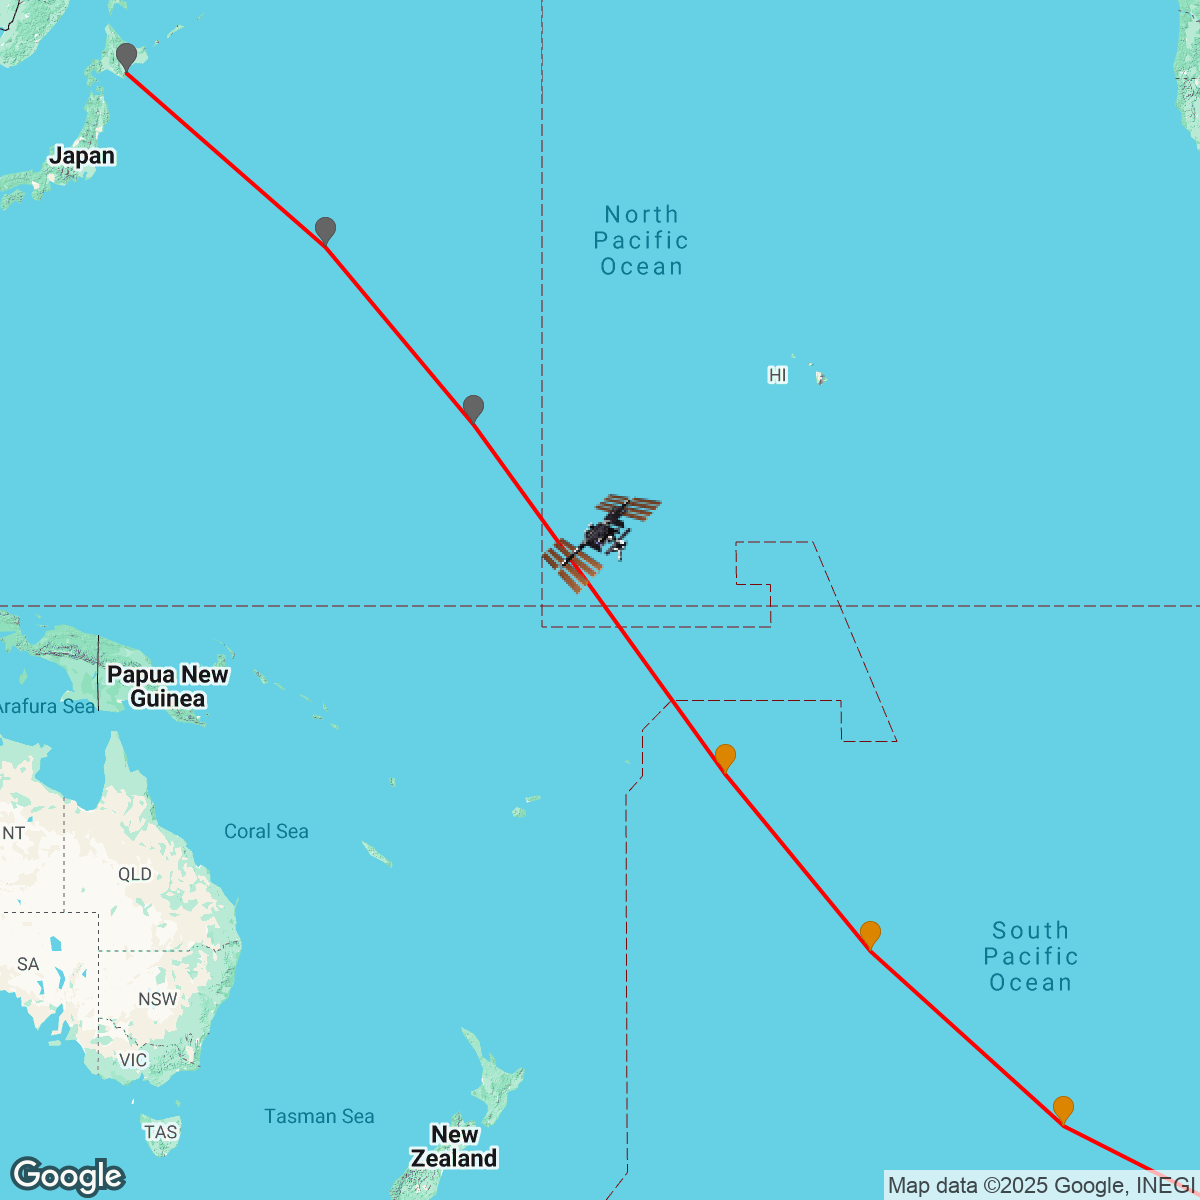 Japan
North
Pacific
Ocean
HI
Papua New
Guinea
Arafura Sea
Coral Sea
NT
QLD
SA
NSW
VIC
TAS
Tasman Sea
New
Zealand
South
Pacific
Ocean
Google
Map data ©2025 Google, INEGI